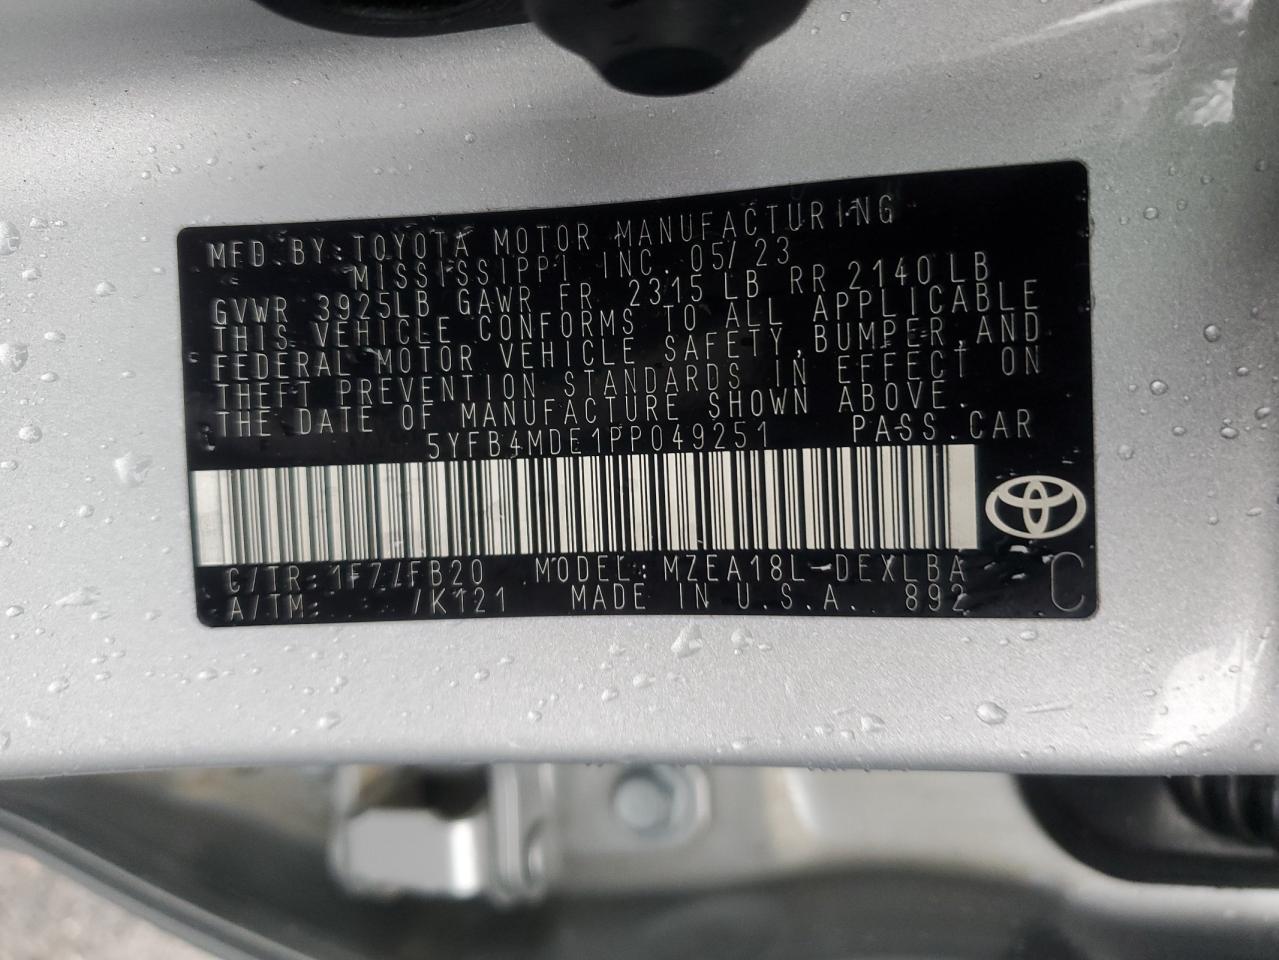 MFD BY:TOYOTA MOTOR MANUFACTURING
MISSISSIPPI INC. 05/23
GVWR 3925LB GAWR FR 2315 LB RR 2140LB
THIS VEHICLE CONFORMS TO ALL APPLICABLE
FEDERAL MOTOR VEHICLE SAFETY,BUMPER,AND
THEFT PREVENTION STANDARDS IN EFFECT ON
THE DATE OF MANUFACTURE SHOWN ABOVE.
5YFB4MDE1PP049251 PASS.CAR
C/TR:1F7/FB20 MODEL:MZEA18L-DEXLBA
A/TM: /K121 MADE IN U.S.A. 892 C